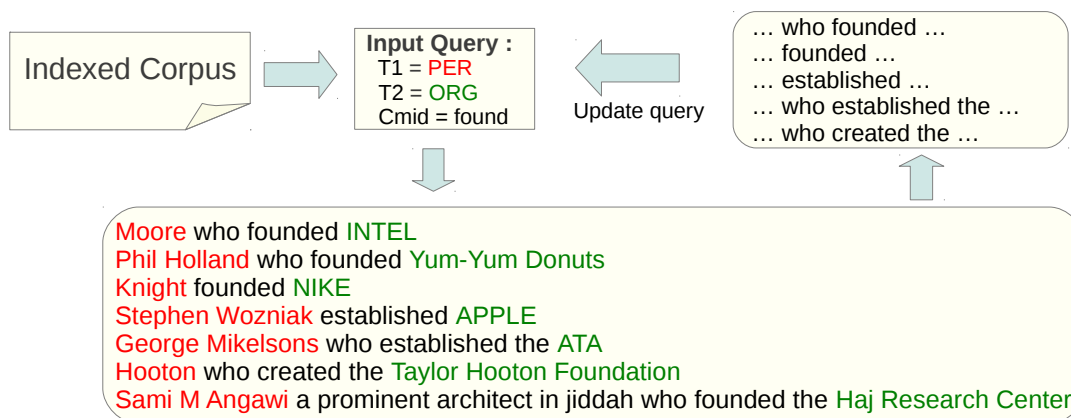 Indexed Corpus
Input Query :
T1 = PER
T2 = ORG
Cmid = found
Update query
… who founded …
… founded …
… established …
… who established the …
… who created the …
Moore who founded INTEL
Phil Holland who founded Yum-Yum Donuts
Knight founded NIKE
Stephen Wozniak established APPLE
George Mikelsons who established the ATA
Hooton who created the Taylor Hooton Foundation
Sami M Angawi a prominent architect in jiddah who founded the Haj Research Center